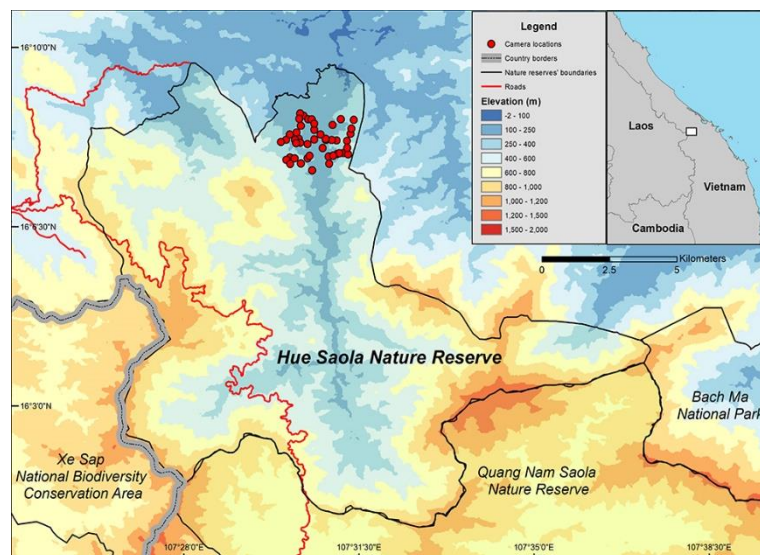 Legend
Camera locations
Country borders
Nature reserves' boundaries
Roads
Elevation (m)
-2 - 100
100 - 250
250 - 400
400 - 600
600 - 800
800 - 1,000
1,000 - 1,200
1,200 - 1,500
1,500 - 2,000
Laos
Vietnam
Cambodia
Kilometers
0
2.5
5
16°10'0"N
5'30"N
16°3'0"N
Hue Saola Nature Reserve
Bach Ma
National Park
Xe Sap
National Biodiversity
Conservation Area
Quang Nam Saola
Nature Reserve
107°28'0"E
107°31'30"E
107°35'0"E
107°38'30"E